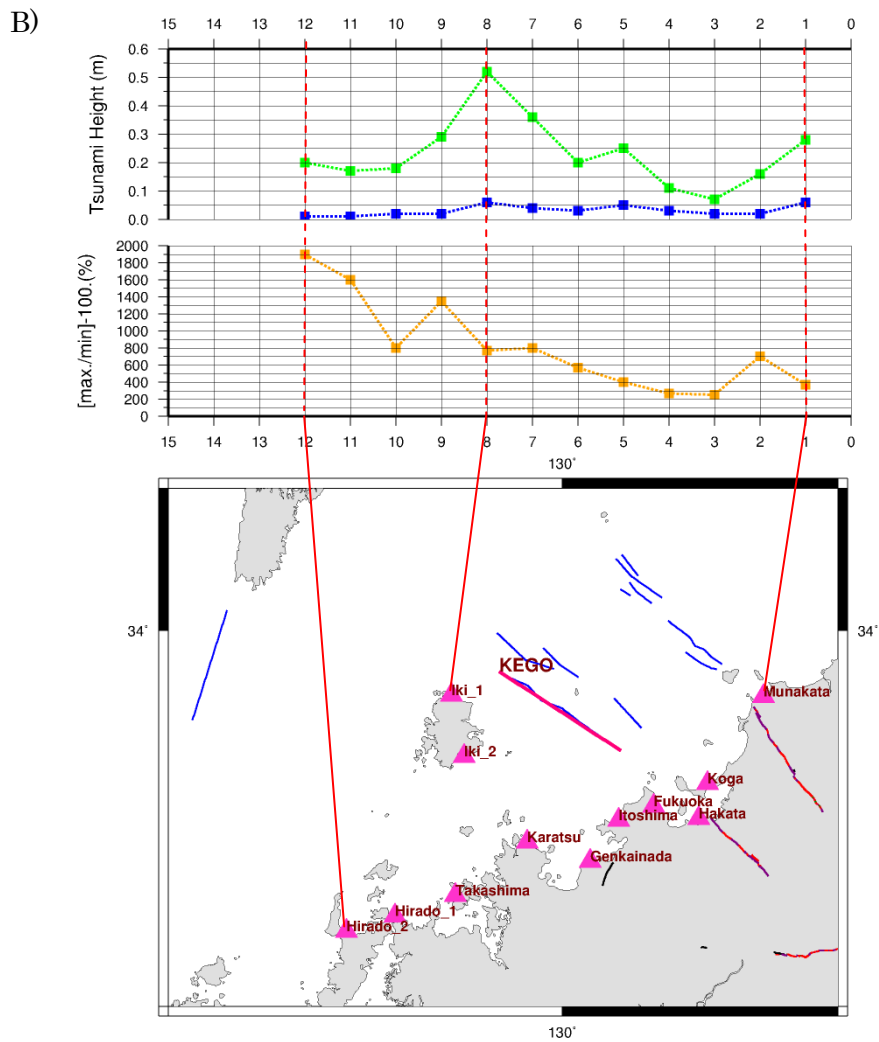 B)
15 14 13 12 11 10 9 8 7 6 5 4 3 2 1 0
Tsunami Height (m)
0.6
0.5
0.4
0.3
0.2
0.1
0.0
[max./min]-100.(%)
2000
1800
1600
1400
1200
1000
800
600
400
200
0
15 14 13 12 11 10 9 8 7 6 5 4 3 2 1 0
130°
34° 34°
KEGO
Iki_1
Munakata
Iki_2
Koga
Fukuoka
Itoshima
Hakata
Karatsu
Genkainada
Takashima
Hirado_1
Hirado_2
130°